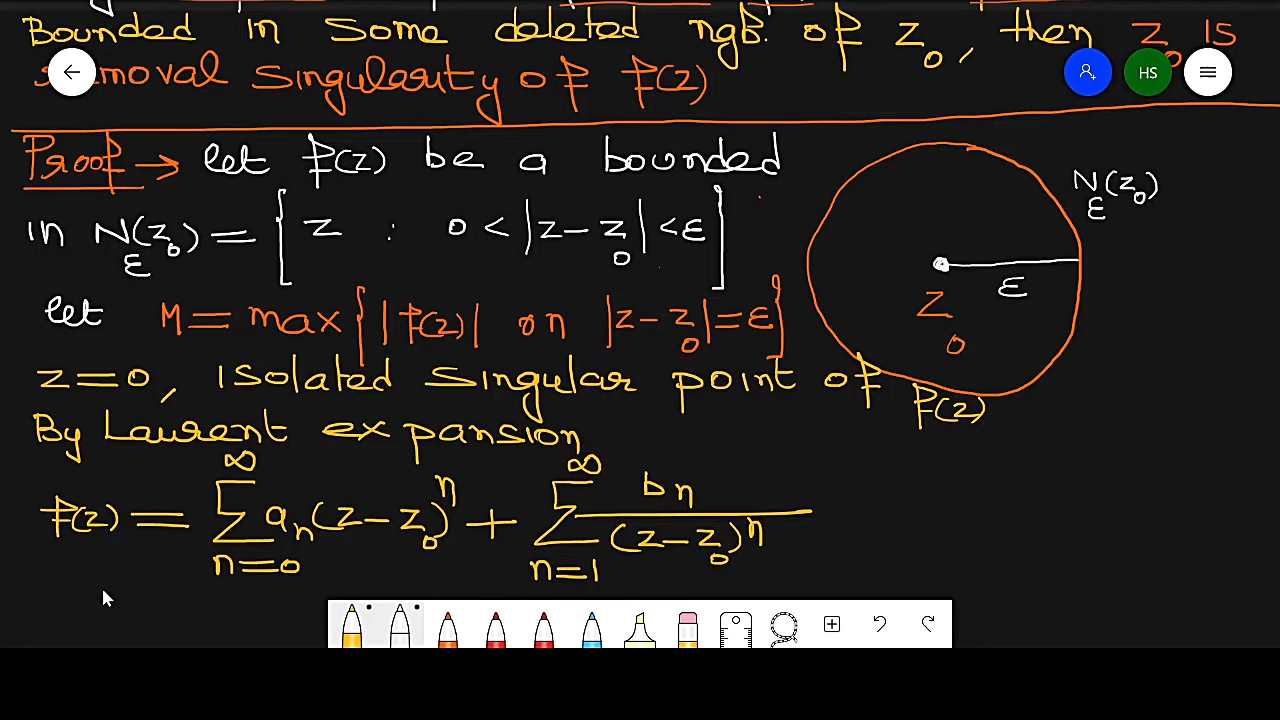 Bounded in some deleted ngb. of z₀, then z₀ is
removal singularity of f(z)
HS
Proof → let f(z) be a bounded
in N_ε(z₀) = { z : 0 < |z - z₀| < ε }
N_ε(z₀)
ε
z₀
let M = max { |f(z)| on |z - z₀| = ε }
z = 0, isolated singular point of f(z)
By Laurent expansion
f(z) = ∑_{n=0}^{∞} aₙ(z - z₀)ⁿ + ∑_{n=1}^{∞} bₙ/(z - z₀)ⁿ